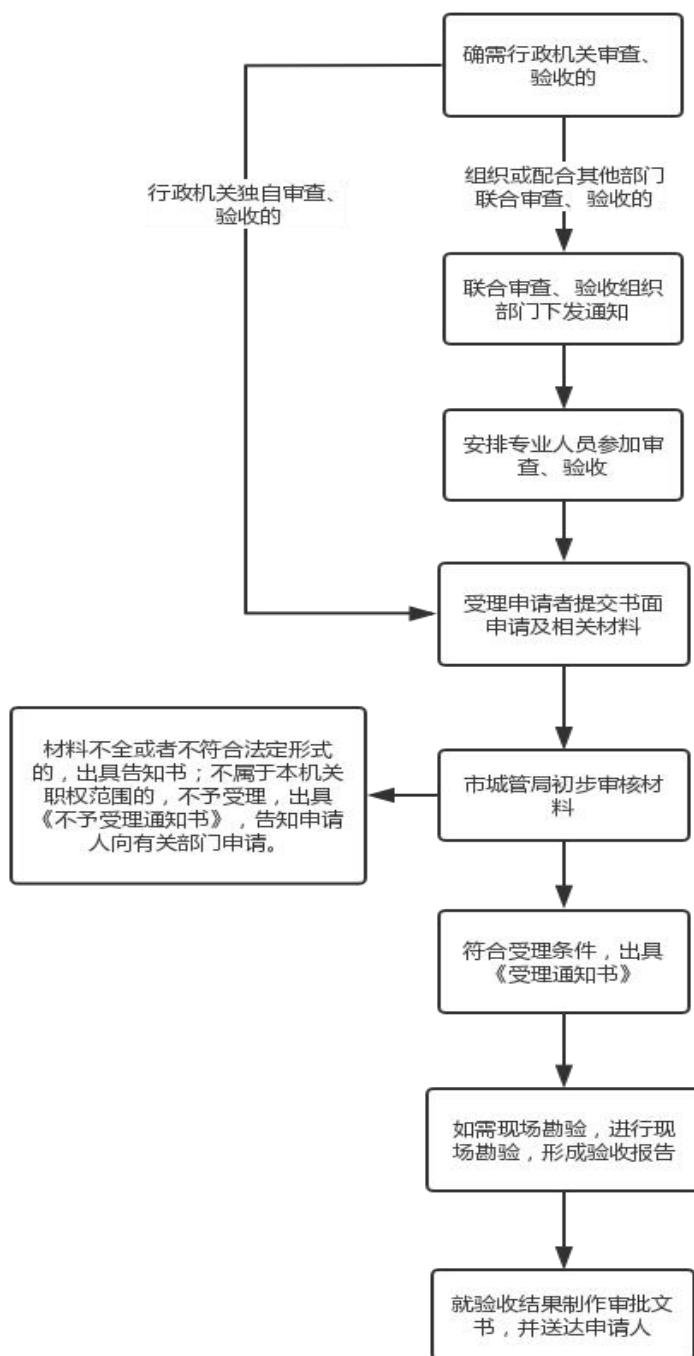 确需行政机关审查、
验收的
行政机关独自审查、
验收的
组织或配合其他部门
联合审查、验收的
联合审查、验收组织
部门下发通知
安排专业人员参加审
查、验收
受理申请者提交书面
申请及相关材料
材料不全或者不符合法定形式
的，出具告知书；不属于本机关
职权范围的，不予受理，出具
《不予受理通知书》，告知申请
人向有关部门申请。
市城管局初步审核材
料
符合受理条件，出具
《受理通知书》
如需现场勘验，进行现
场勘验，形成验收报告
就验收结果制作审批文
书，并送达申请人